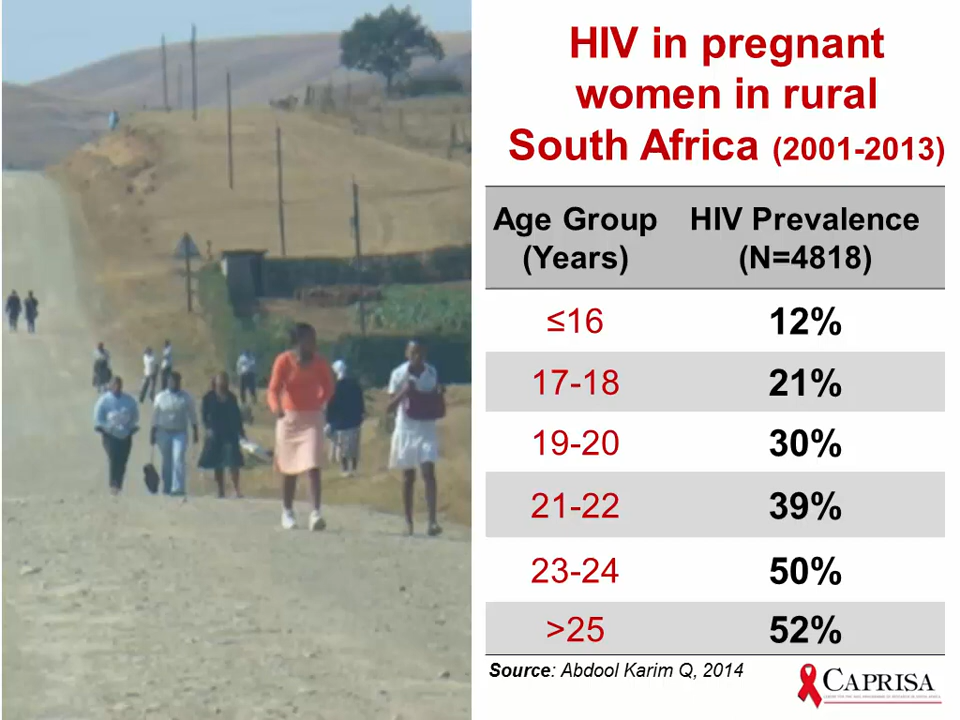 HIV in pregnant
women in rural
South Africa (2001-2013)
Age Group HIV Prevalence
(Years) (N=4818)
≤16 12%
17-18 21%
19-20 30%
21-22 39%
23-24 50%
>25 52%
Source: Abdool Karim Q, 2014
CAPRISA